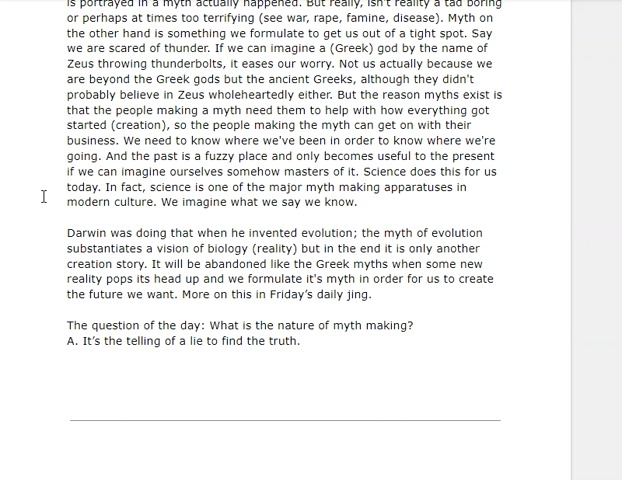 is portrayed in a myth actually happened. But really, isn't reality a tad boring
or perhaps at times too terrifying (see war, rape, famine, disease). Myth on
the other hand is something we formulate to get us out of a tight spot. Say
we are scared of thunder. If we can imagine a (Greek) god by the name of
Zeus throwing thunderbolts, it eases our worry. Not us actually because we
are beyond the Greek gods but the ancient Greeks, although they didn't
probably believe in Zeus wholeheartedly either. But the reason myths exist is
that the people making a myth need them to help with how everything got
started (creation), so the people making the myth can get on with their
business. We need to know where we've been in order to know where we're
going. And the past is a fuzzy place and only becomes useful to the present
if we can imagine ourselves somehow masters of it. Science does this for us
today. In fact, science is one of the major myth making apparatuses in
modern culture. We imagine what we say we know.
Darwin was doing that when he invented evolution; the myth of evolution
substantiates a vision of biology (reality) but in the end it is only another
creation story. It will be abandoned like the Greek myths when some new
reality pops its head up and we formulate it's myth in order for us to create
the future we want. More on this in Friday's daily jing.
The question of the day: What is the nature of myth making?
A. It's the telling of a lie to find the truth.